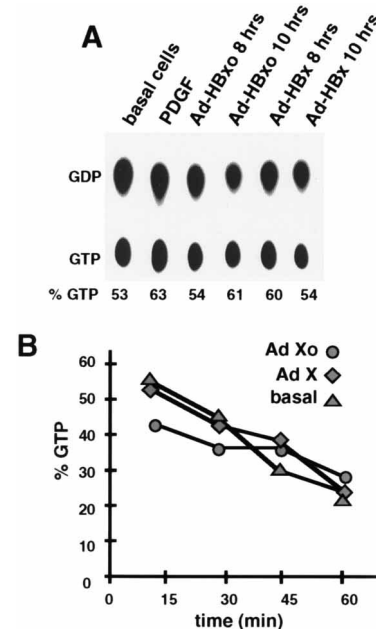 A
basal cells
PDGF
Ad-HBxo 8 hrs
Ad-HBxo 10 hrs
Ad-HBx 8 hrs
Ad-HBx 10 hrs
GDP
GTP
% GTP 53 63 54 61 60 54
B
Ad Xo
Ad X
basal
% GTP
60
50
40
30
20
10
0
0 15 30 45 60
time (min)